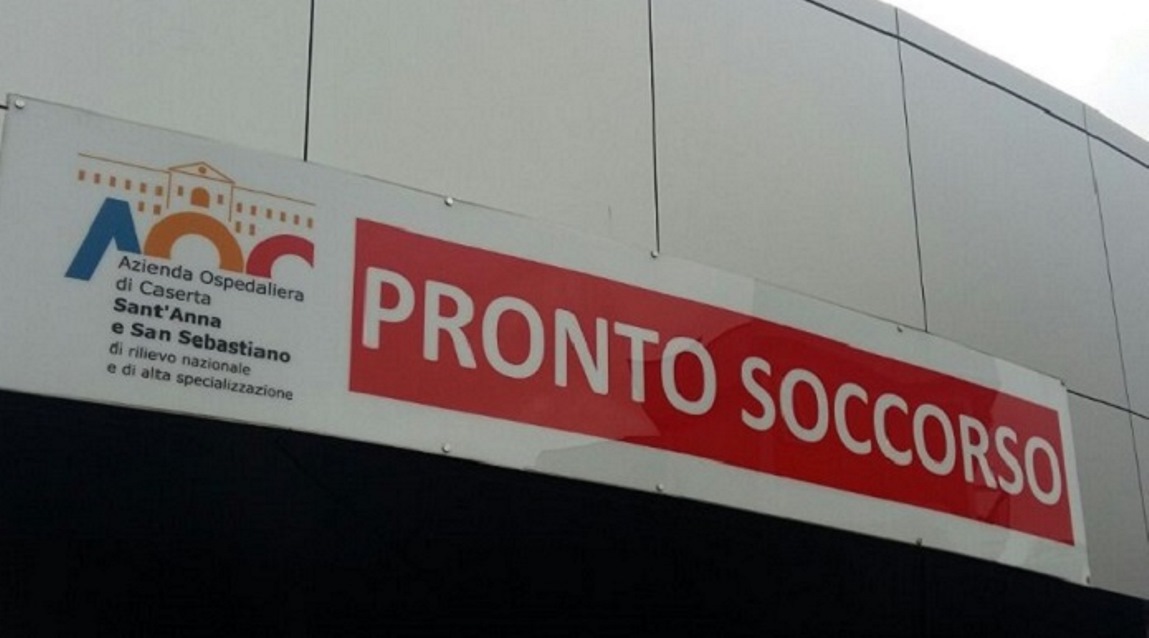 AOC
Azienda Ospedaliera
di Caserta
Sant'Anna
e San Sebastiano
di rilievo nazionale
e di alta specializzazione
PRONTO SOCCORSO